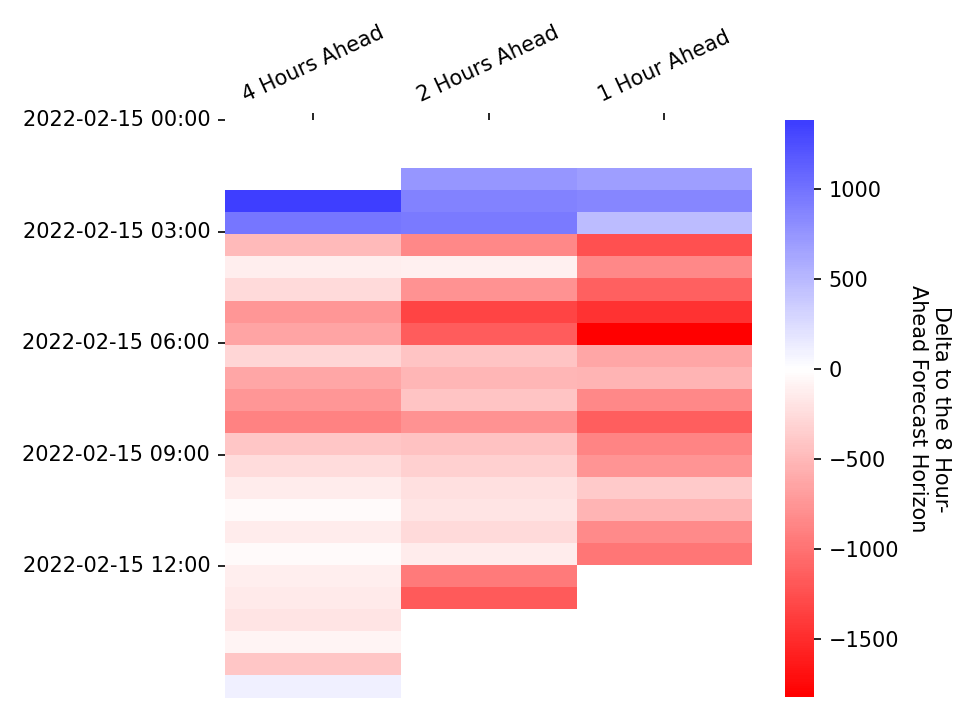 4 Hours Ahead
2 Hours Ahead
1 Hour Ahead
2022-02-15 00:00
2022-02-15 03:00
2022-02-15 06:00
2022-02-15 09:00
2022-02-15 12:00
1000
500
0
−500
−1000
−1500
Delta to the 8 Hour-
Ahead Forecast Horizon